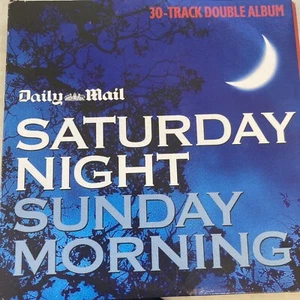 30-TRACK DOUBLE ALBUM
Daily Mail
SATURDAY
NIGHT
SUNDAY
MORNING